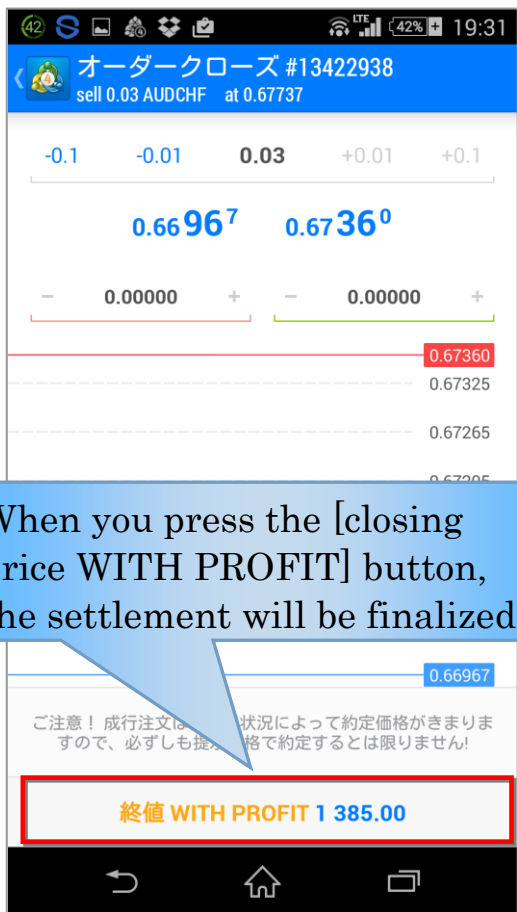 42 42% 19:31
オーダークローズ #13422938
sell 0.03 AUDCHF at 0.67737
-0.1 -0.01 0.03 +0.01 +0.1
0.66967 0.67360
− 0.00000 + − 0.00000 +
0.67360
0.67325
0.67265
When you press the [closing
price WITH PROFIT] button,
the settlement will be finalized
0.66967
ご注意！ 成行注文は 状況によって約定価格がきまりま
すので、必ずしも提 格で約定するとは限りません!
終値 WITH PROFIT 1 385.00